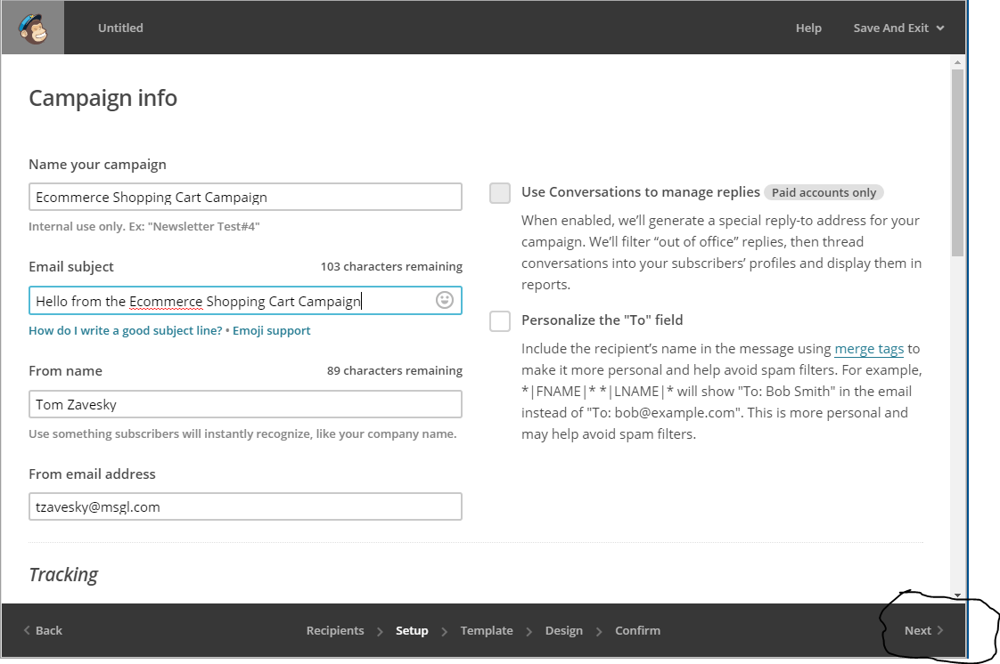 Untitled
Help
Save And Exit
Campaign info
Name your campaign
Ecommerce Shopping Cart Campaign
Internal use only. Ex: "Newsletter Test#4"
Email subject
103 characters remaining
Hello from the Ecommerce Shopping Cart Campaign
How do I write a good subject line? • Emoji support
From name
89 characters remaining
Tom Zavesky
Use something subscribers will instantly recognize, like your company name.
From email address
tzavesky@msgl.com
Use Conversations to manage replies
Paid accounts only
When enabled, we’ll generate a special reply-to address for your
campaign. We’ll filter “out of office” replies, then thread
conversations into your subscribers’ profiles and display them in
reports.
Personalize the "To" field
Include the recipient’s name in the message using merge tags to
make it more personal and help avoid spam filters. For example,
*|FNAME|* *|LNAME|* will show "To: Bob Smith" in the email
instead of "To: bob@example.com". This is more personal and
may help avoid spam filters.
Tracking
Back
Recipients
Setup
Template
Design
Confirm
Next